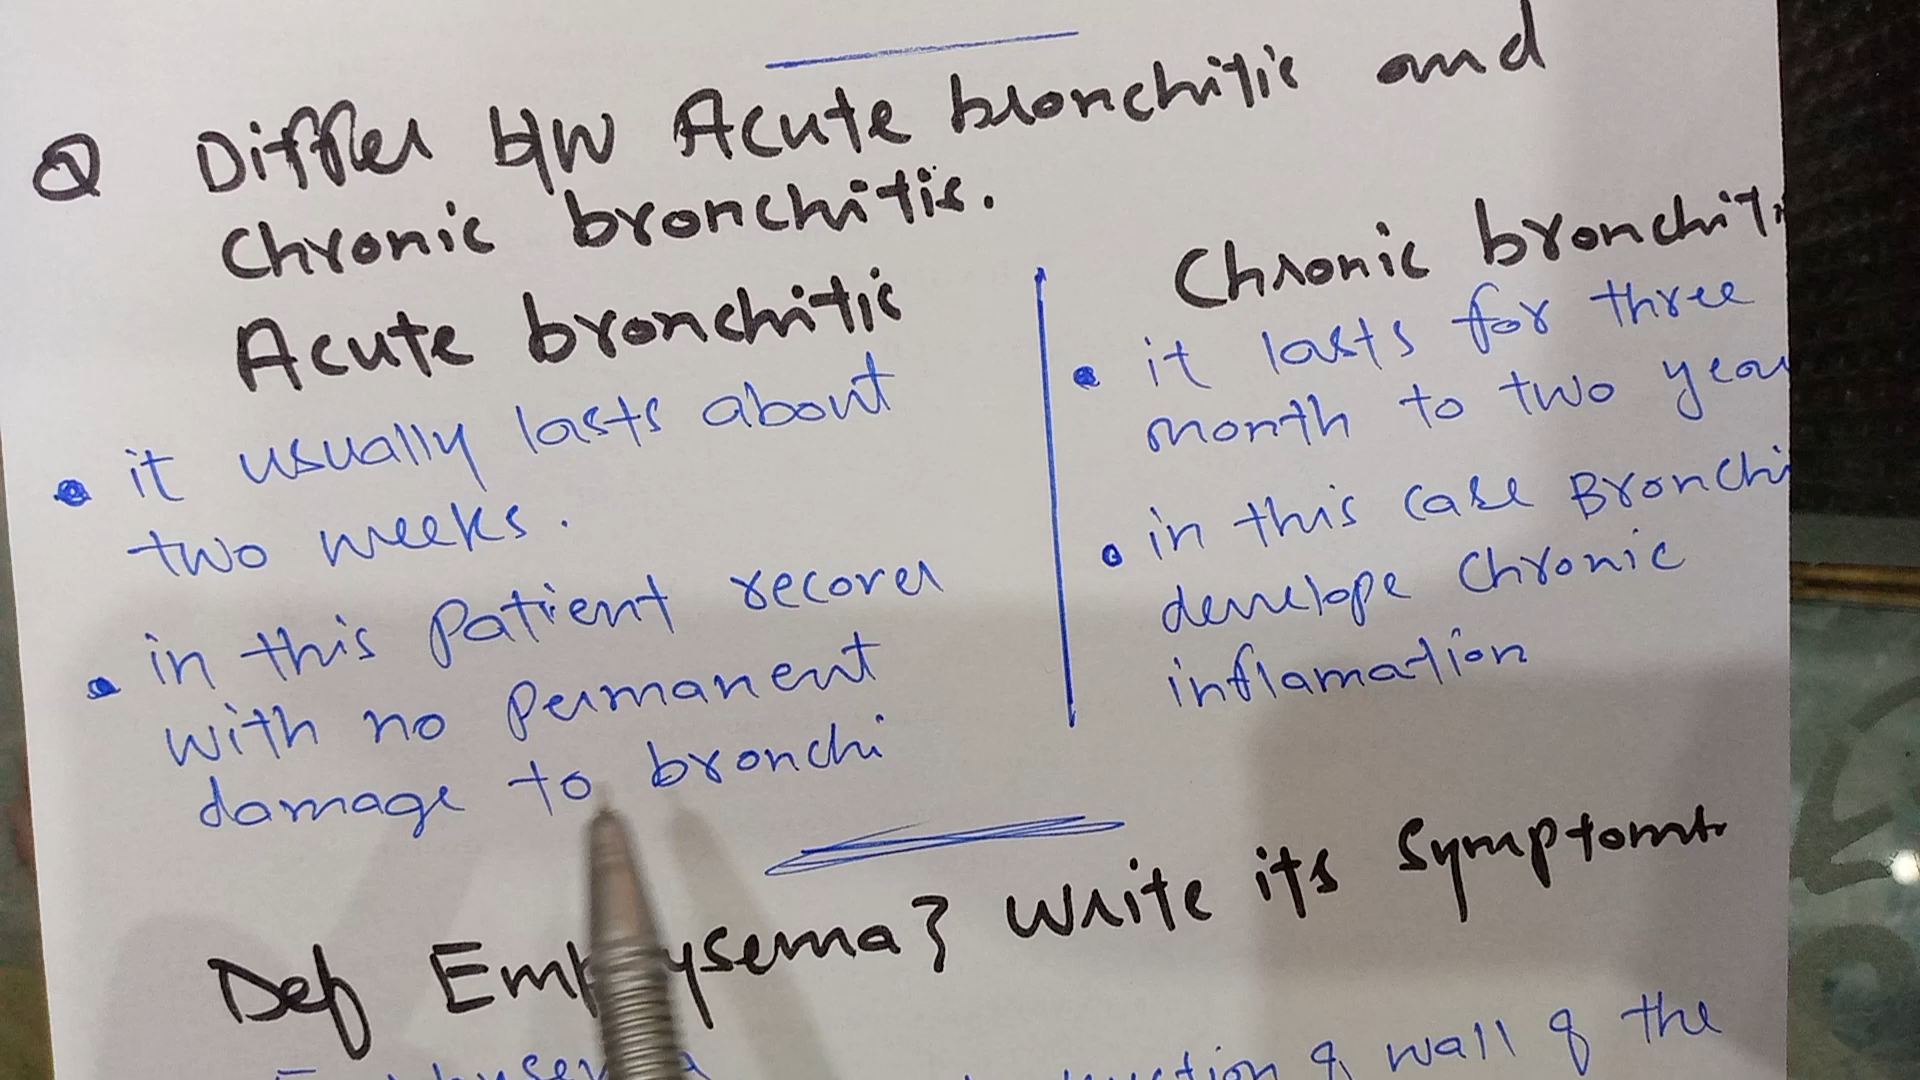 Q Differ b/w Acute bronchitis and
Chronic bronchitis.
Acute bronchitis
• it usually lasts about
two weeks.
• in this patient recover
with no permanent
damage to bronchi
Chronic bronchiti
• it lasts for three
month to two year
• in this case Bronchi
develope Chronic
inflamation
Def Emphysema? Write its Symptoms
wall of the